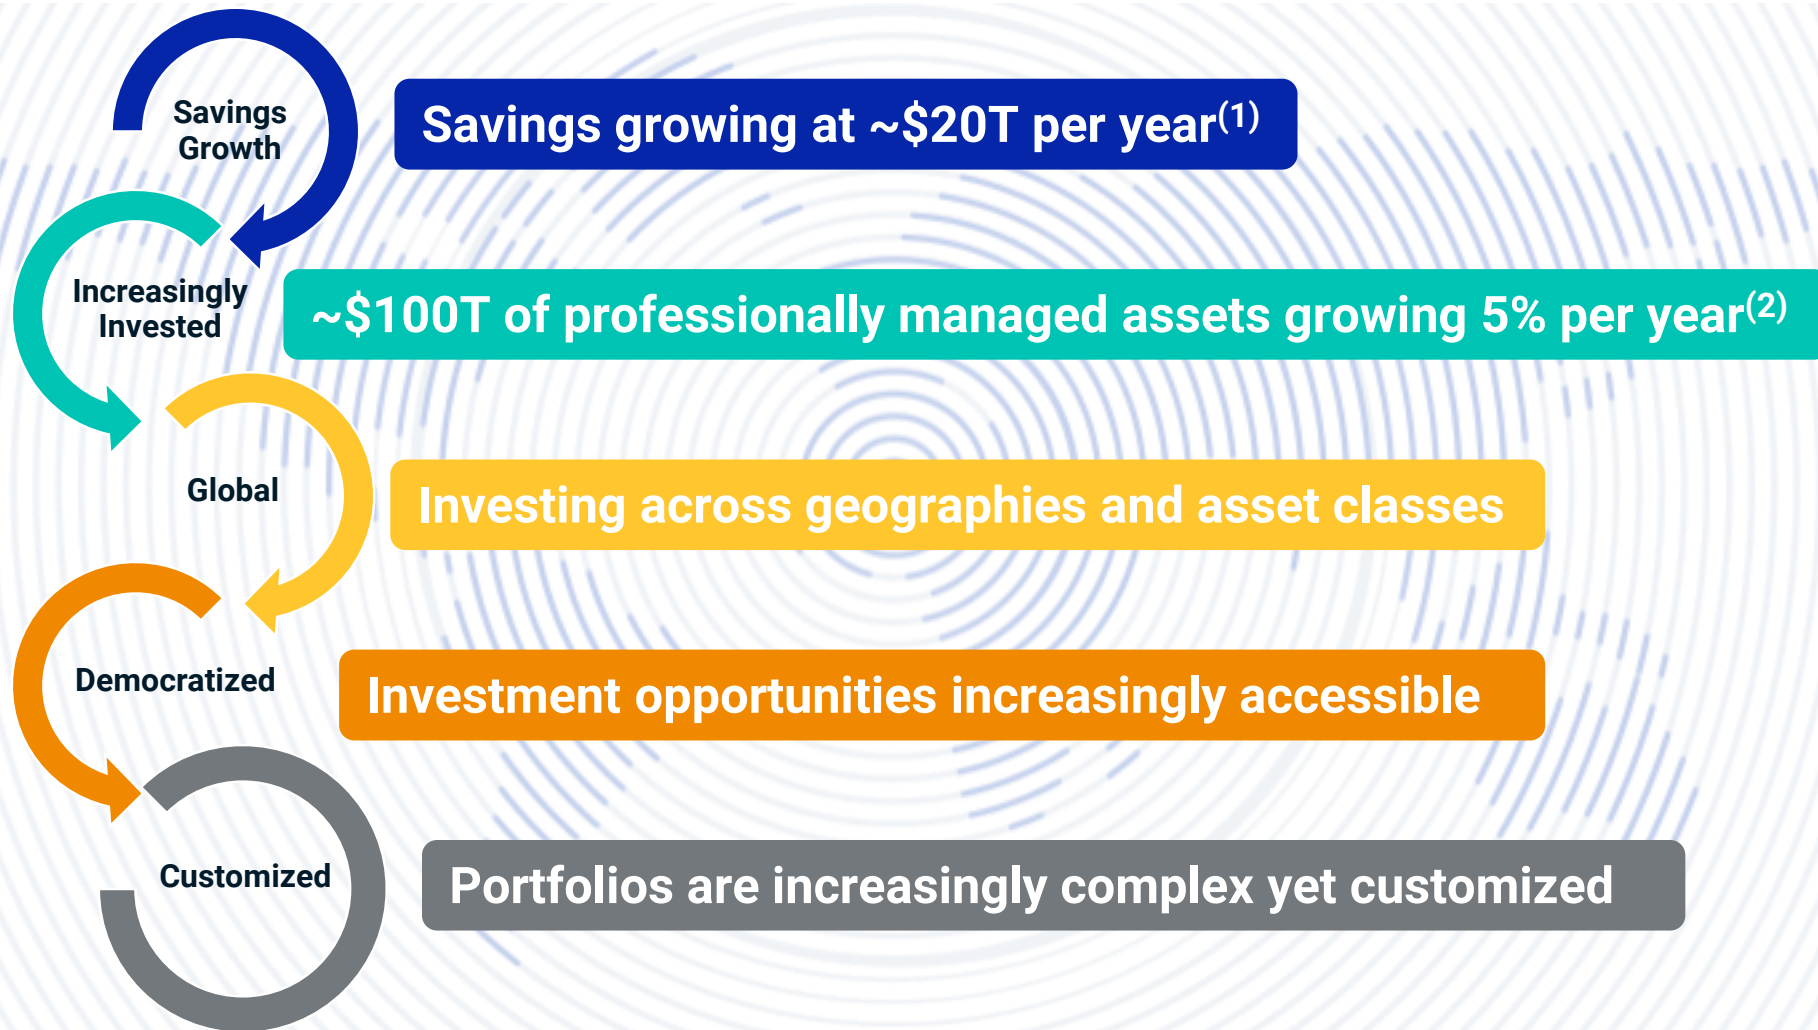 Savings
Growth
Savings growing at ~$20T per year(1)
Increasingly
Invested
~$100T of professionally managed assets growing 5% per year(2)
Global
Investing across geographies and asset classes
Democratized
Investment opportunities increasingly accessible
Customized
Portfolios are increasingly complex yet customized